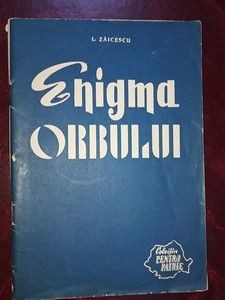 L. ZĂICESCU
Enigma
ORBULUI
Colecția
PENTRU
PATRIE